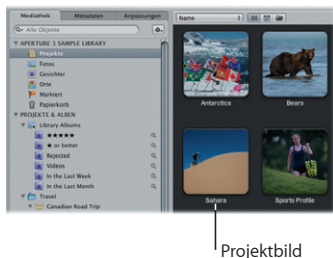 Mediathek Metadaten Anpassungen
Alle Objekte
APERTURE 3 SAMPLE LIBRARY
Projekte
Fotos
Gesichter
Orte
Markiert
Papierkorb
PROJEKTE & ALBEN
Library Albums
★★★★★
★ or better
Rejected
Videos
In the Last Week
In the Last Month
Travel
Canadian Road Trip
Name
Antarctica Bears
Sahara Sports Profile
Projektbild